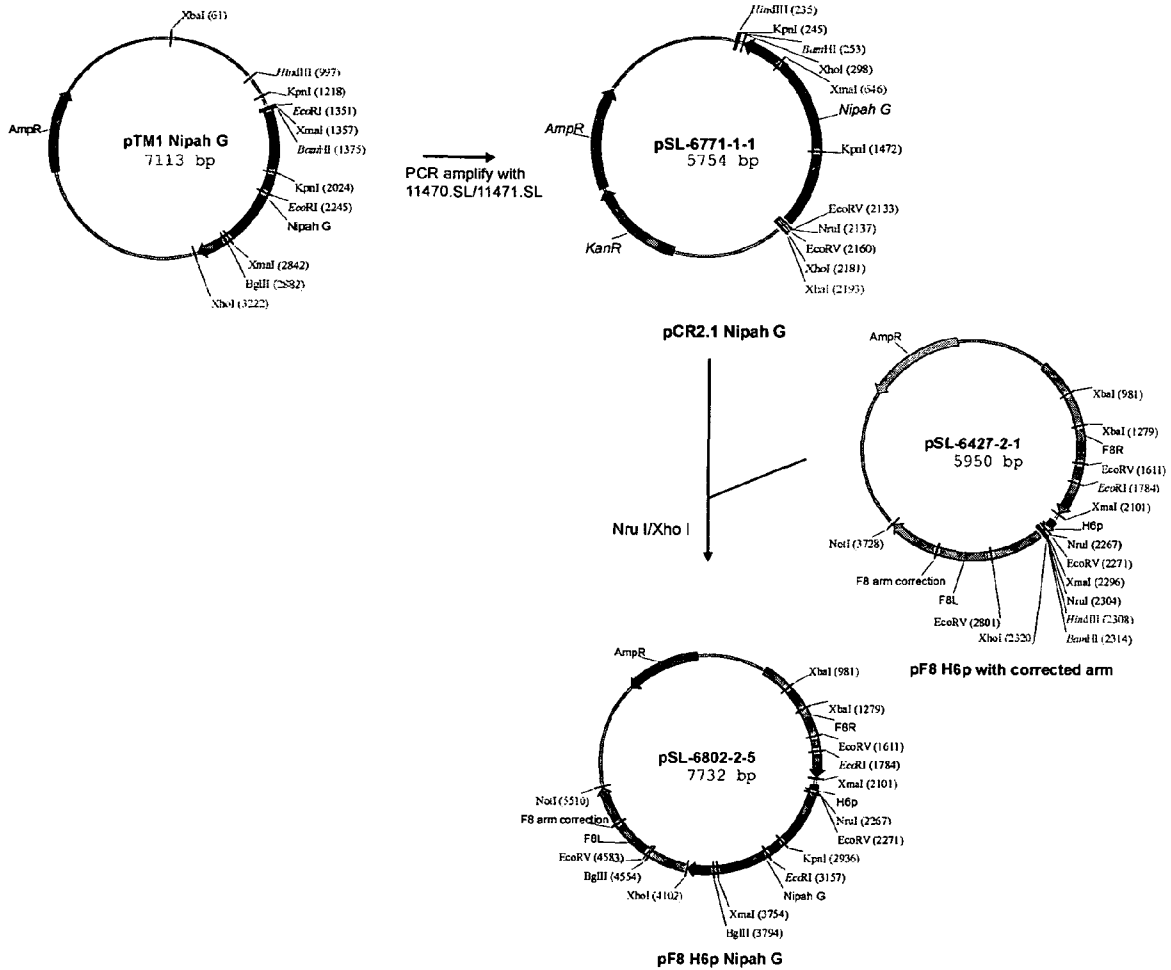 XbaI (61)
HindIII (997)
KpnI (1218)
EcoRI (1351)
XmaI (1357)
BamHI (1375)
AmpR
pTM1 Nipah G
7113 bp
KpnI (2024)
EcoRI (2245)
Nipah G
XmaI (2842)
BglII (2882)
XhoI (3222)
PCR amplify with
11470.SL/11471.SL
HindIII (235)
KpnI (245)
BamHI (253)
XhoI (298)
XmaI (646)
Nipah G
AmpR
pSL-6771-1-1
5754 bp
KpnI (1472)
KanR
EcoRV (2133)
NruI (2137)
EcoRV (2160)
XhoI (2181)
XbaI (2193)
pCR2.1 Nipah G
Nru I/Xho I
AmpR
XbaI (981)
XbaI (1279)
F8R
pSL-6427-2-1
5950 bp
EcoRV (1611)
EcoRI (1784)
XmaI (2101)
H6p
NruI (2267)
EcoRV (2271)
XmaI (2296)
NruI (2304)
HindIII (2308)
BamHI (2314)
XhoI (2320)
EcoRV (2801)
F8L
F8 arm correction
NotI (3728)
pF8 H6p with corrected arm
AmpR
XbaI (981)
XbaI (1279)
F8R
pSL-6802-2-5
7732 bp
EcoRV (1611)
EcoRI (1784)
XmaI (2101)
H6p
NruI (2267)
EcoRV (2271)
KpnI (2936)
EcoRI (3157)
Nipah G
XmaI (3754)
BglII (3794)
XhoI (4102)
BglII (4554)
EcoRV (4583)
F8L
F8 arm correction
NotI (5510)
pF8 H6p Nipah G